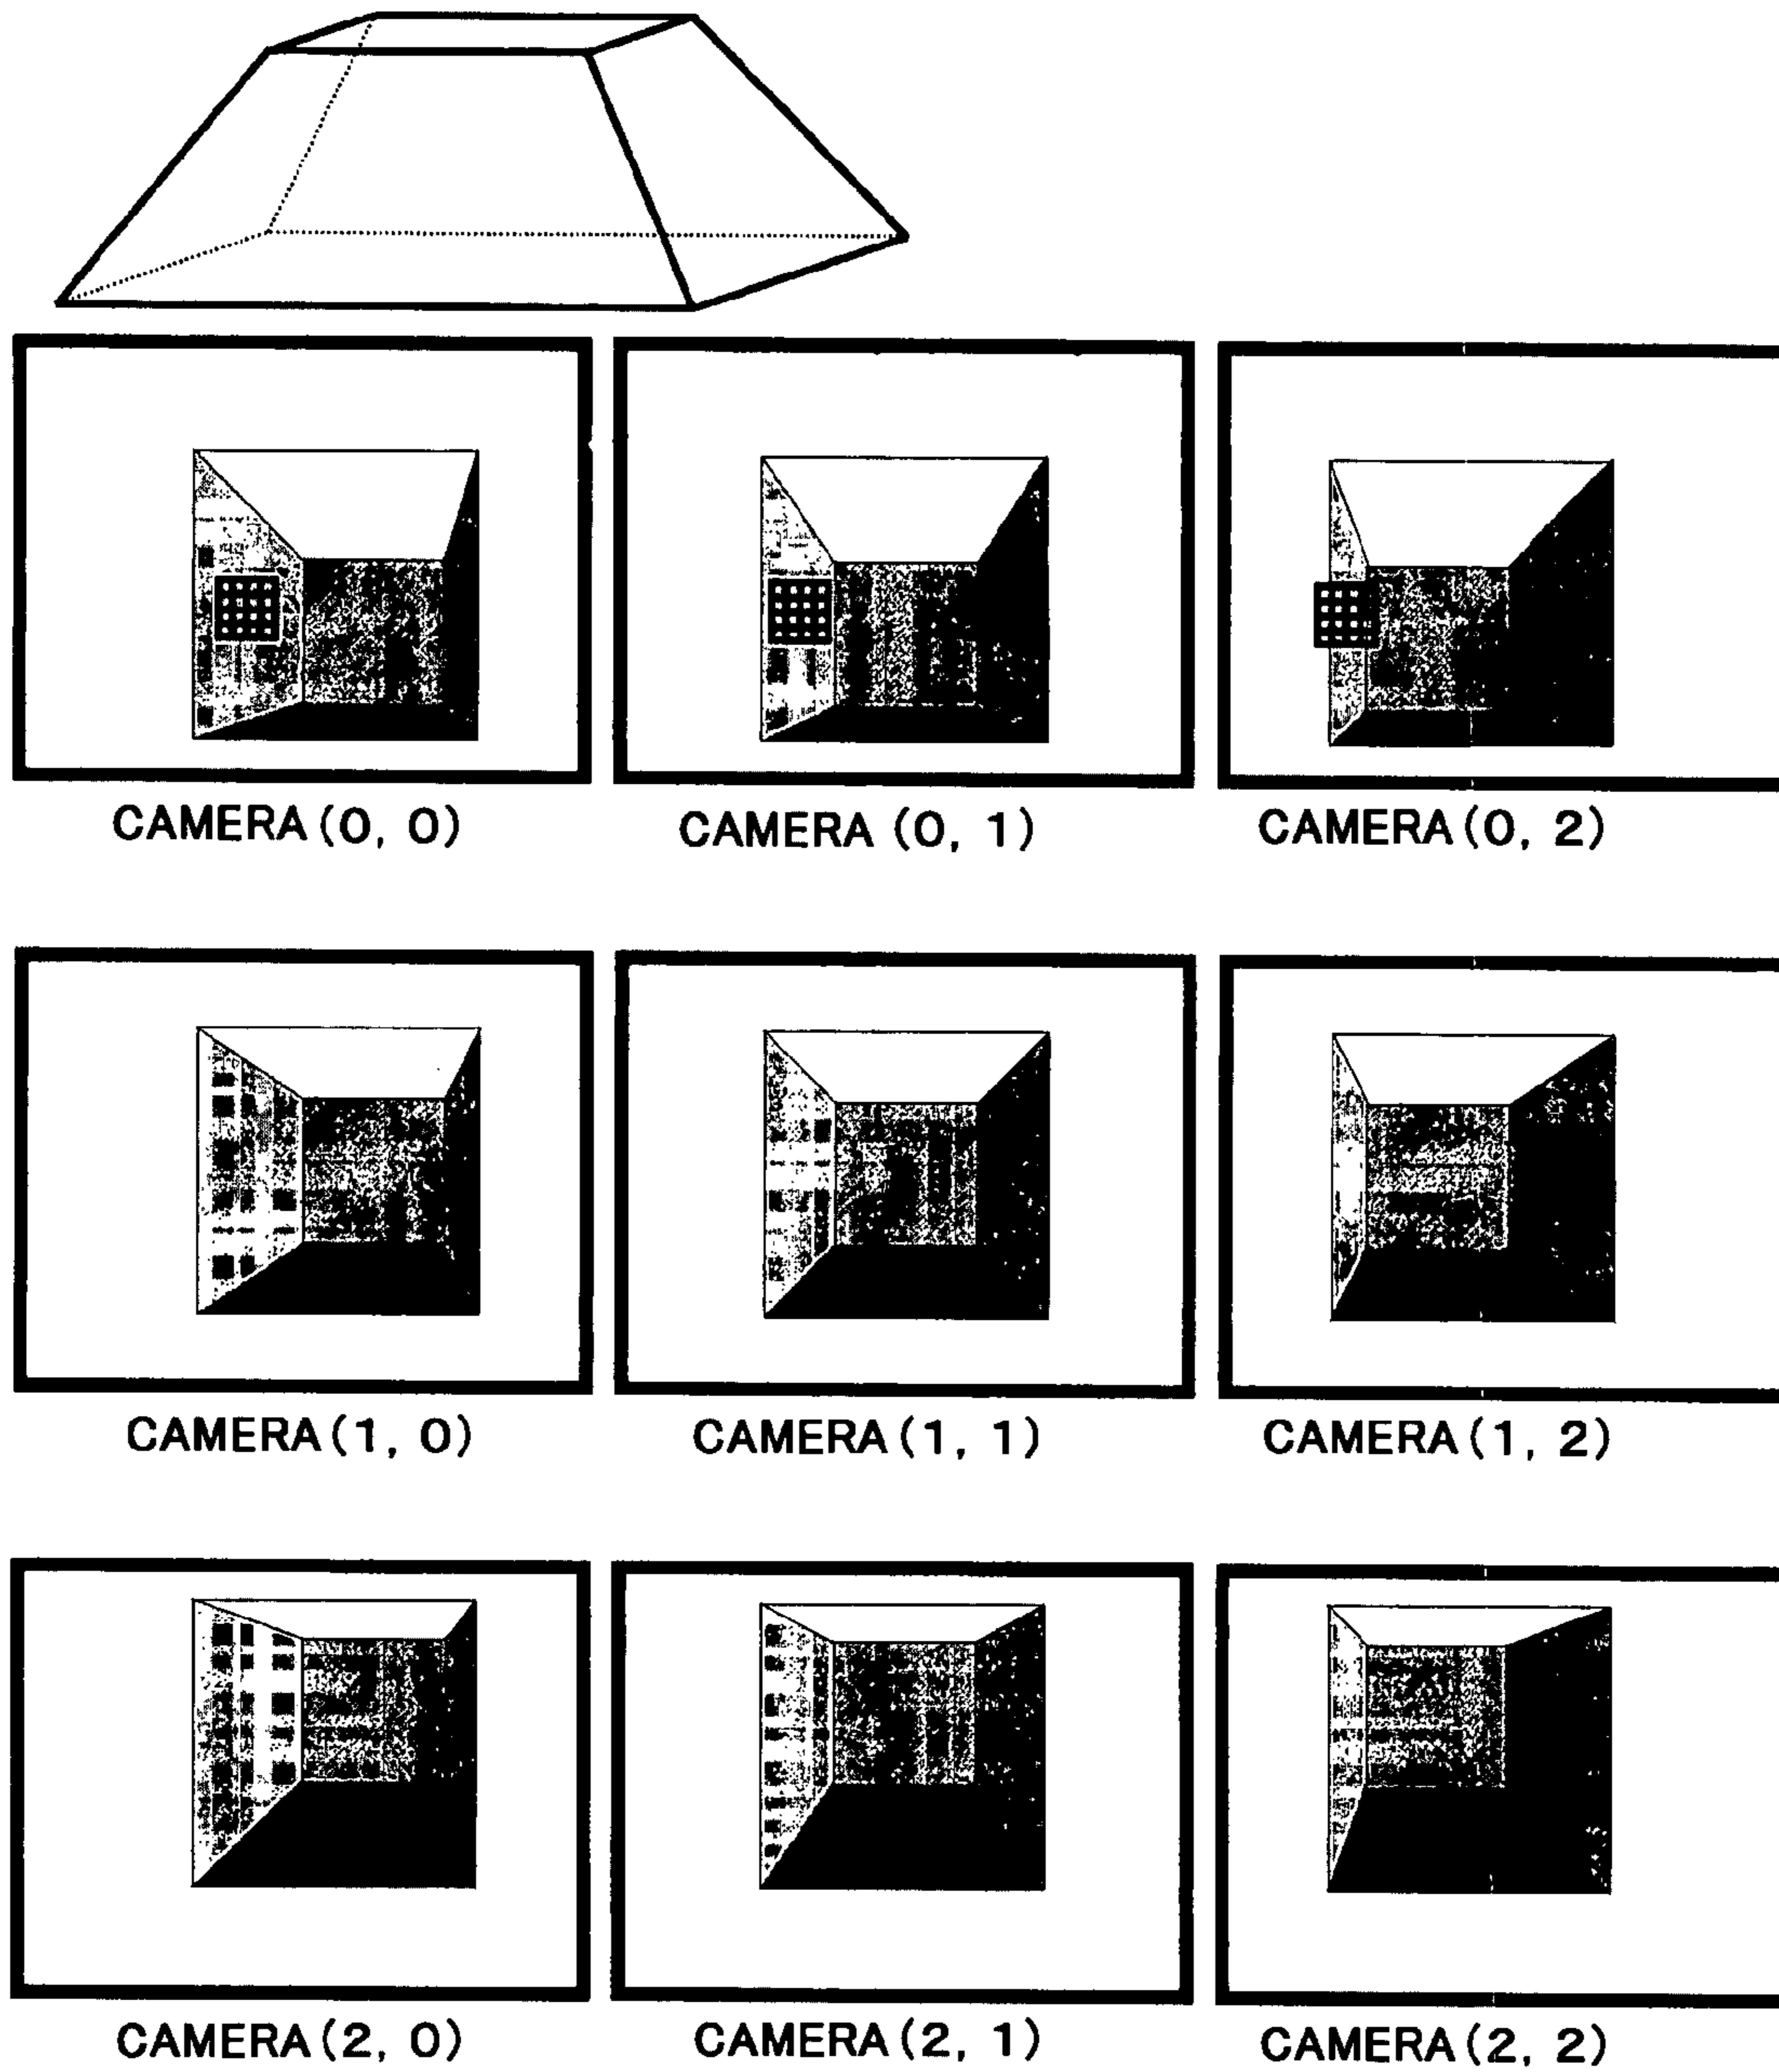 CAMERA(0, 0) CAMERA (0, 1) CAMERA(0, 2)
CAMERA(1, 0) CAMERA(1, 1) CAMERA(1, 2)
CAMERA(2, 0) CAMERA(2, 1) CAMERA(2, 2)